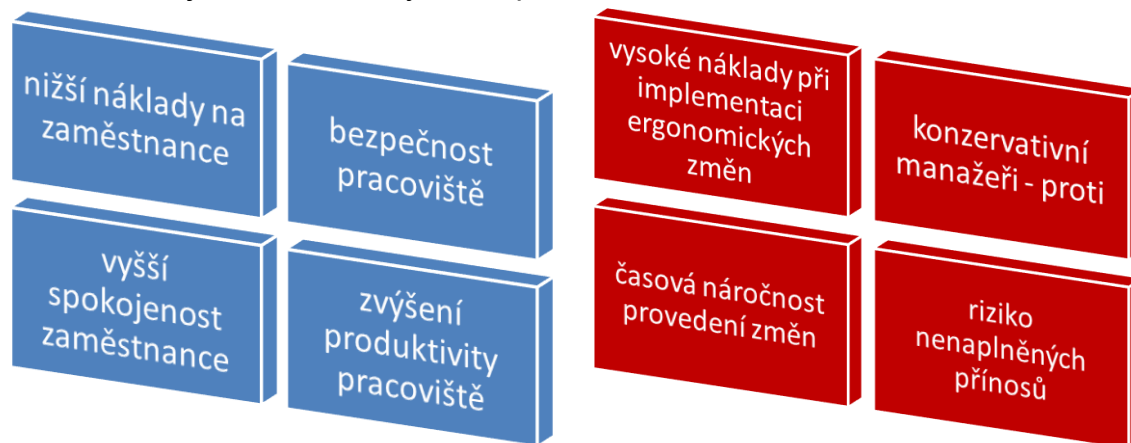 nižší náklady na
zaměstnance
bezpečnost
pracoviště
vyšší
spokojenost
zaměstnance
zvýšení
produktivity
pracoviště
vysoké náklady při
implementaci
ergonomických
změn
konzervativní
manažeři - proti
časová náročnost
provedení změn
riziko
nenaplněných
přínosů